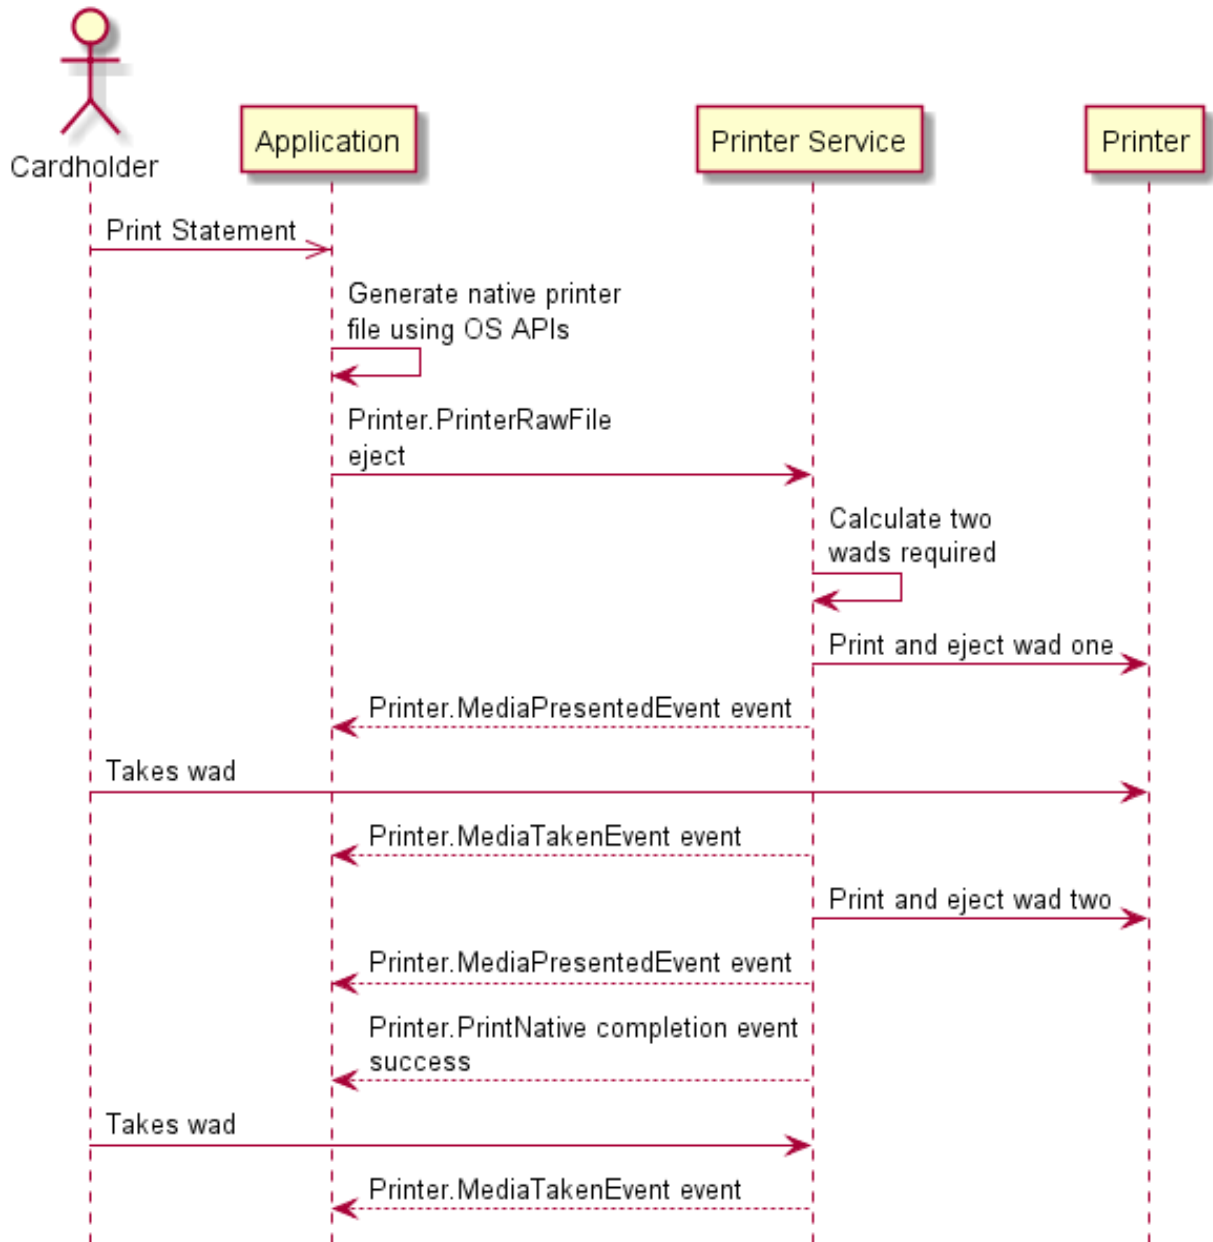 Cardholder
Application
Printer Service
Printer
Print Statement
Generate native printer
file using OS APIs
Printer.PrinterRawFile
eject
Calculate two
wads required
Print and eject wad one
Printer.MediaPresentedEvent event
Takes wad
Printer.MediaTakenEvent event
Print and eject wad two
Printer.MediaPresentedEvent event
Printer.PrintNative completion event
success
Takes wad
Printer.MediaTakenEvent event